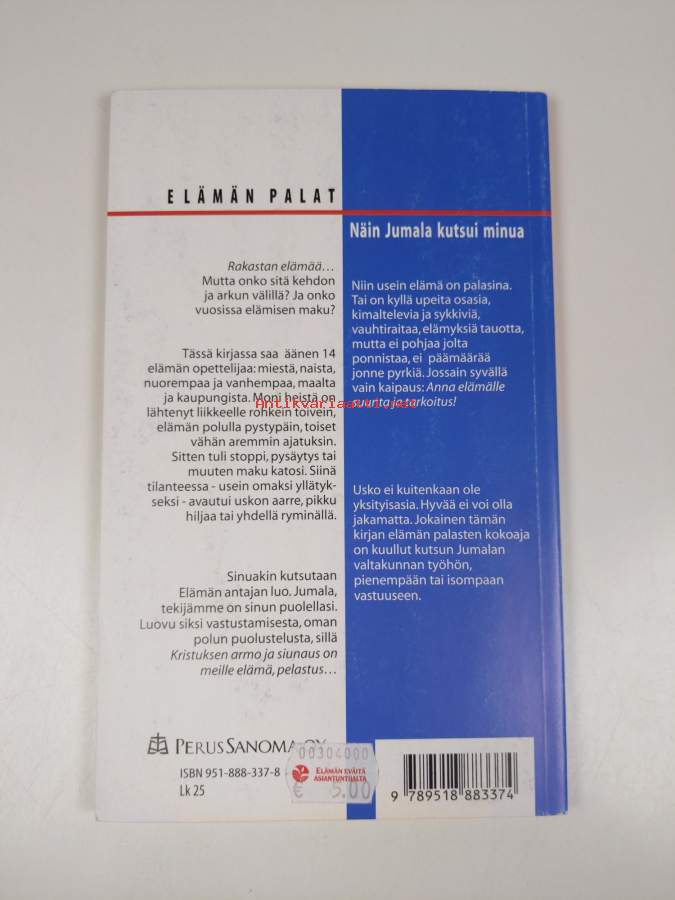 ELÄMÄN PALAT
Näin Jumala kutsui minua
Rakastan elämää...
Mutta onko sitä kehdon
ja arkun välillä? Ja onko
vuosissa elämisen maku?
Niin usein elämä on palasina.
Tai on kyllä upeita osasia,
kimaltelevia ja sykkiviä,
vauhtiraitaa, elämyksiä tauotta,
mutta ei pohjaa jolta
ponnistaa, ei päämäärää
jonne pyrkiä. Jossain syvällä
vain kaipaus: Anna elämälle
suunta ja tarkoitus!
Tässä kirjassa saa äänen 14
elämän opettelijaa: miestä, naista,
nuorempaa ja vanhempaa, maalta
ja kaupungista. Moni heistä on
lähtenyt liikkeelle rohkein toivein,
elämän polulla pystypäin, toiset
vähän aremmin ajatuksin.
Sitten tuli stoppi, pysäytys tai
muuten maku katosi. Siinä
tilanteessa - usein omaksi yllätyk-
seksi - avautui uskon aarre, pikku
hiljaa tai yhdellä ryminällä.
Antikvariaatti.net
Usko ei kuitenkaan ole
yksityisasia. Hyvää ei voi olla
jakamatta. Jokainen tämän
kirjan elämän palasten kokoaja
on kuullut kutsun Jumalan
valtakunnan työhön,
pienempään tai isompaan
vastuuseen.
Sinuakin kutsutaan
Elämän antajan luo. Jumala,
tekijämme on sinun puolellasi.
Luovu siksi vastustamisesta, oman
polun puolustelusta, sillä
Kristuksen armo ja siunaus on
meille elämä, pelastus...
PERUSSANOMA OY
ISBN 951-888-337-8
Lk 25
00304000
ELÄMÄN EVÄITÄ
ASIANTUNTIJALTA
€ 5.00
9 789518 883374